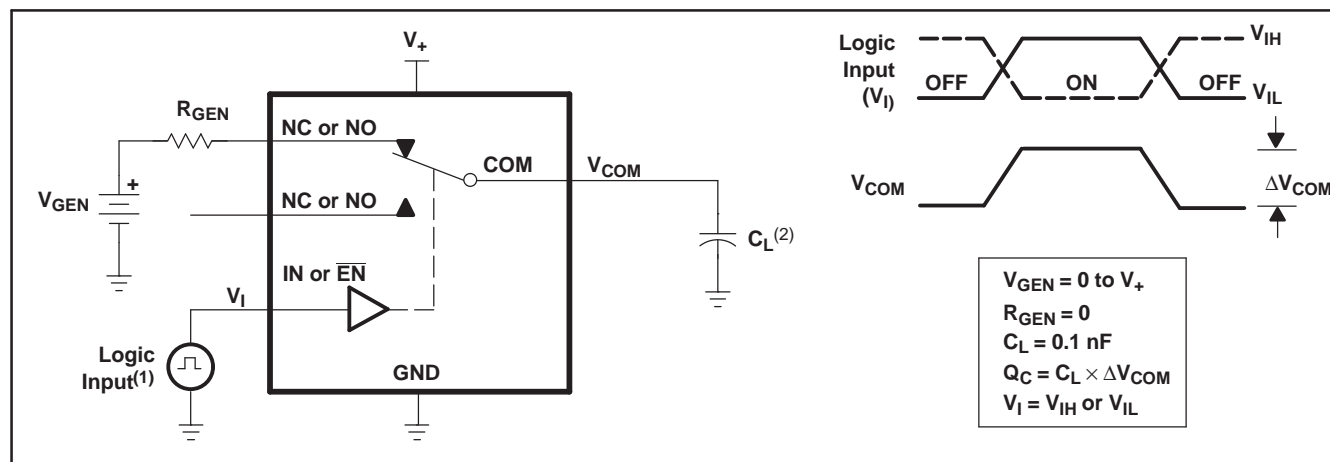 V+
RGEN
NC or NO
COM
VCOM
VGEN
+
NC or NO
CL(2)
IN or E̅N̅
VI
Logic
Input(1)
GND
Logic
Input
(VI)
OFF
ON
OFF
VIH
VIL
VCOM
ΔVCOM
VGEN = 0 to V+
RGEN = 0
CL = 0.1 nF
QC = CL × ΔVCOM
VI = VIH or VIL